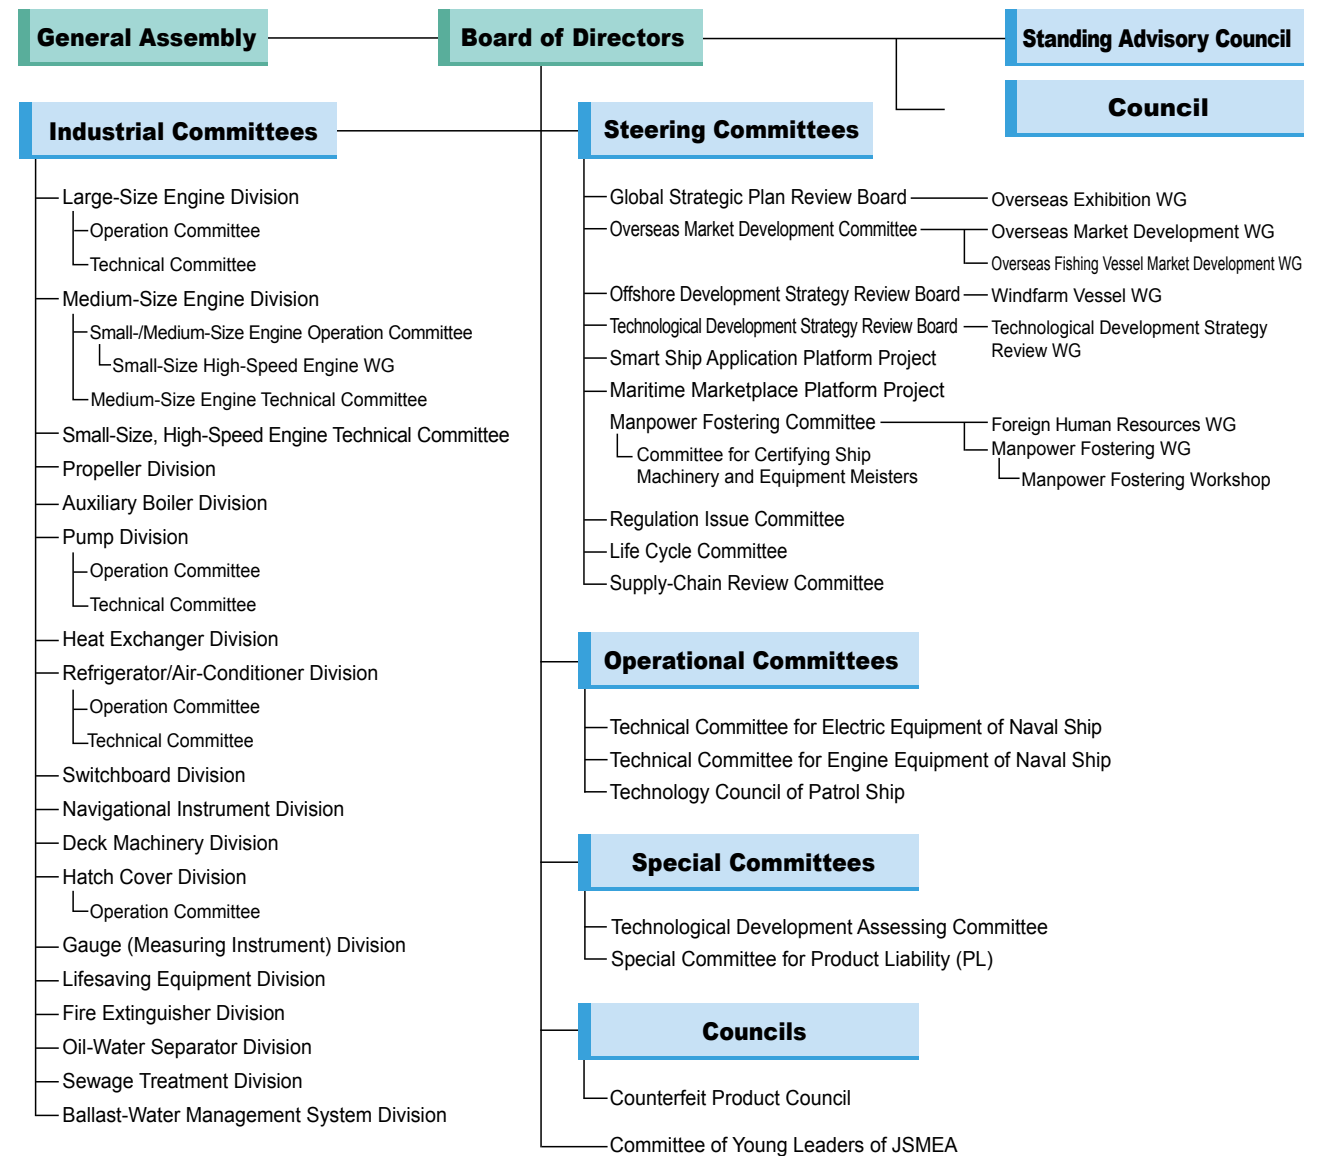 General Assembly
Board of Directors
Standing Advisory Council
Council
Industrial Committees
Large-Size Engine Division
Operation Committee
Technical Committee
Medium-Size Engine Division
Small-/Medium-Size Engine Operation Committee
Small-Size High-Speed Engine WG
Medium-Size Engine Technical Committee
Small-Size, High-Speed Engine Technical Committee
Propeller Division
Auxiliary Boiler Division
Pump Division
Operation Committee
Technical Committee
Heat Exchanger Division
Refrigerator/Air-Conditioner Division
Operation Committee
Technical Committee
Switchboard Division
Navigational Instrument Division
Deck Machinery Division
Hatch Cover Division
Operation Committee
Gauge (Measuring Instrument) Division
Lifesaving Equipment Division
Fire Extinguisher Division
Oil-Water Separator Division
Sewage Treatment Division
Ballast-Water Management System Division
Steering Committees
Global Strategic Plan Review Board
Overseas Exhibition WG
Overseas Market Development Committee
Overseas Market Development WG
Overseas Fishing Vessel Market Development WG
Offshore Development Strategy Review Board
Windfarm Vessel WG
Technological Development Strategy Review Board
Technological Development Strategy
Review WG
Smart Ship Application Platform Project
Maritime Marketplace Platform Project
Manpower Fostering Committee
Foreign Human Resources WG
Manpower Fostering WG
Manpower Fostering Workshop
Committee for Certifying Ship
Machinery and Equipment Meisters
Regulation Issue Committee
Life Cycle Committee
Supply-Chain Review Committee
Operational Committees
Technical Committee for Electric Equipment of Naval Ship
Technical Committee for Engine Equipment of Naval Ship
Technology Council of Patrol Ship
Special Committees
Technological Development Assessing Committee
Special Committee for Product Liability (PL)
Councils
Counterfeit Product Council
Committee of Young Leaders of JSMEA